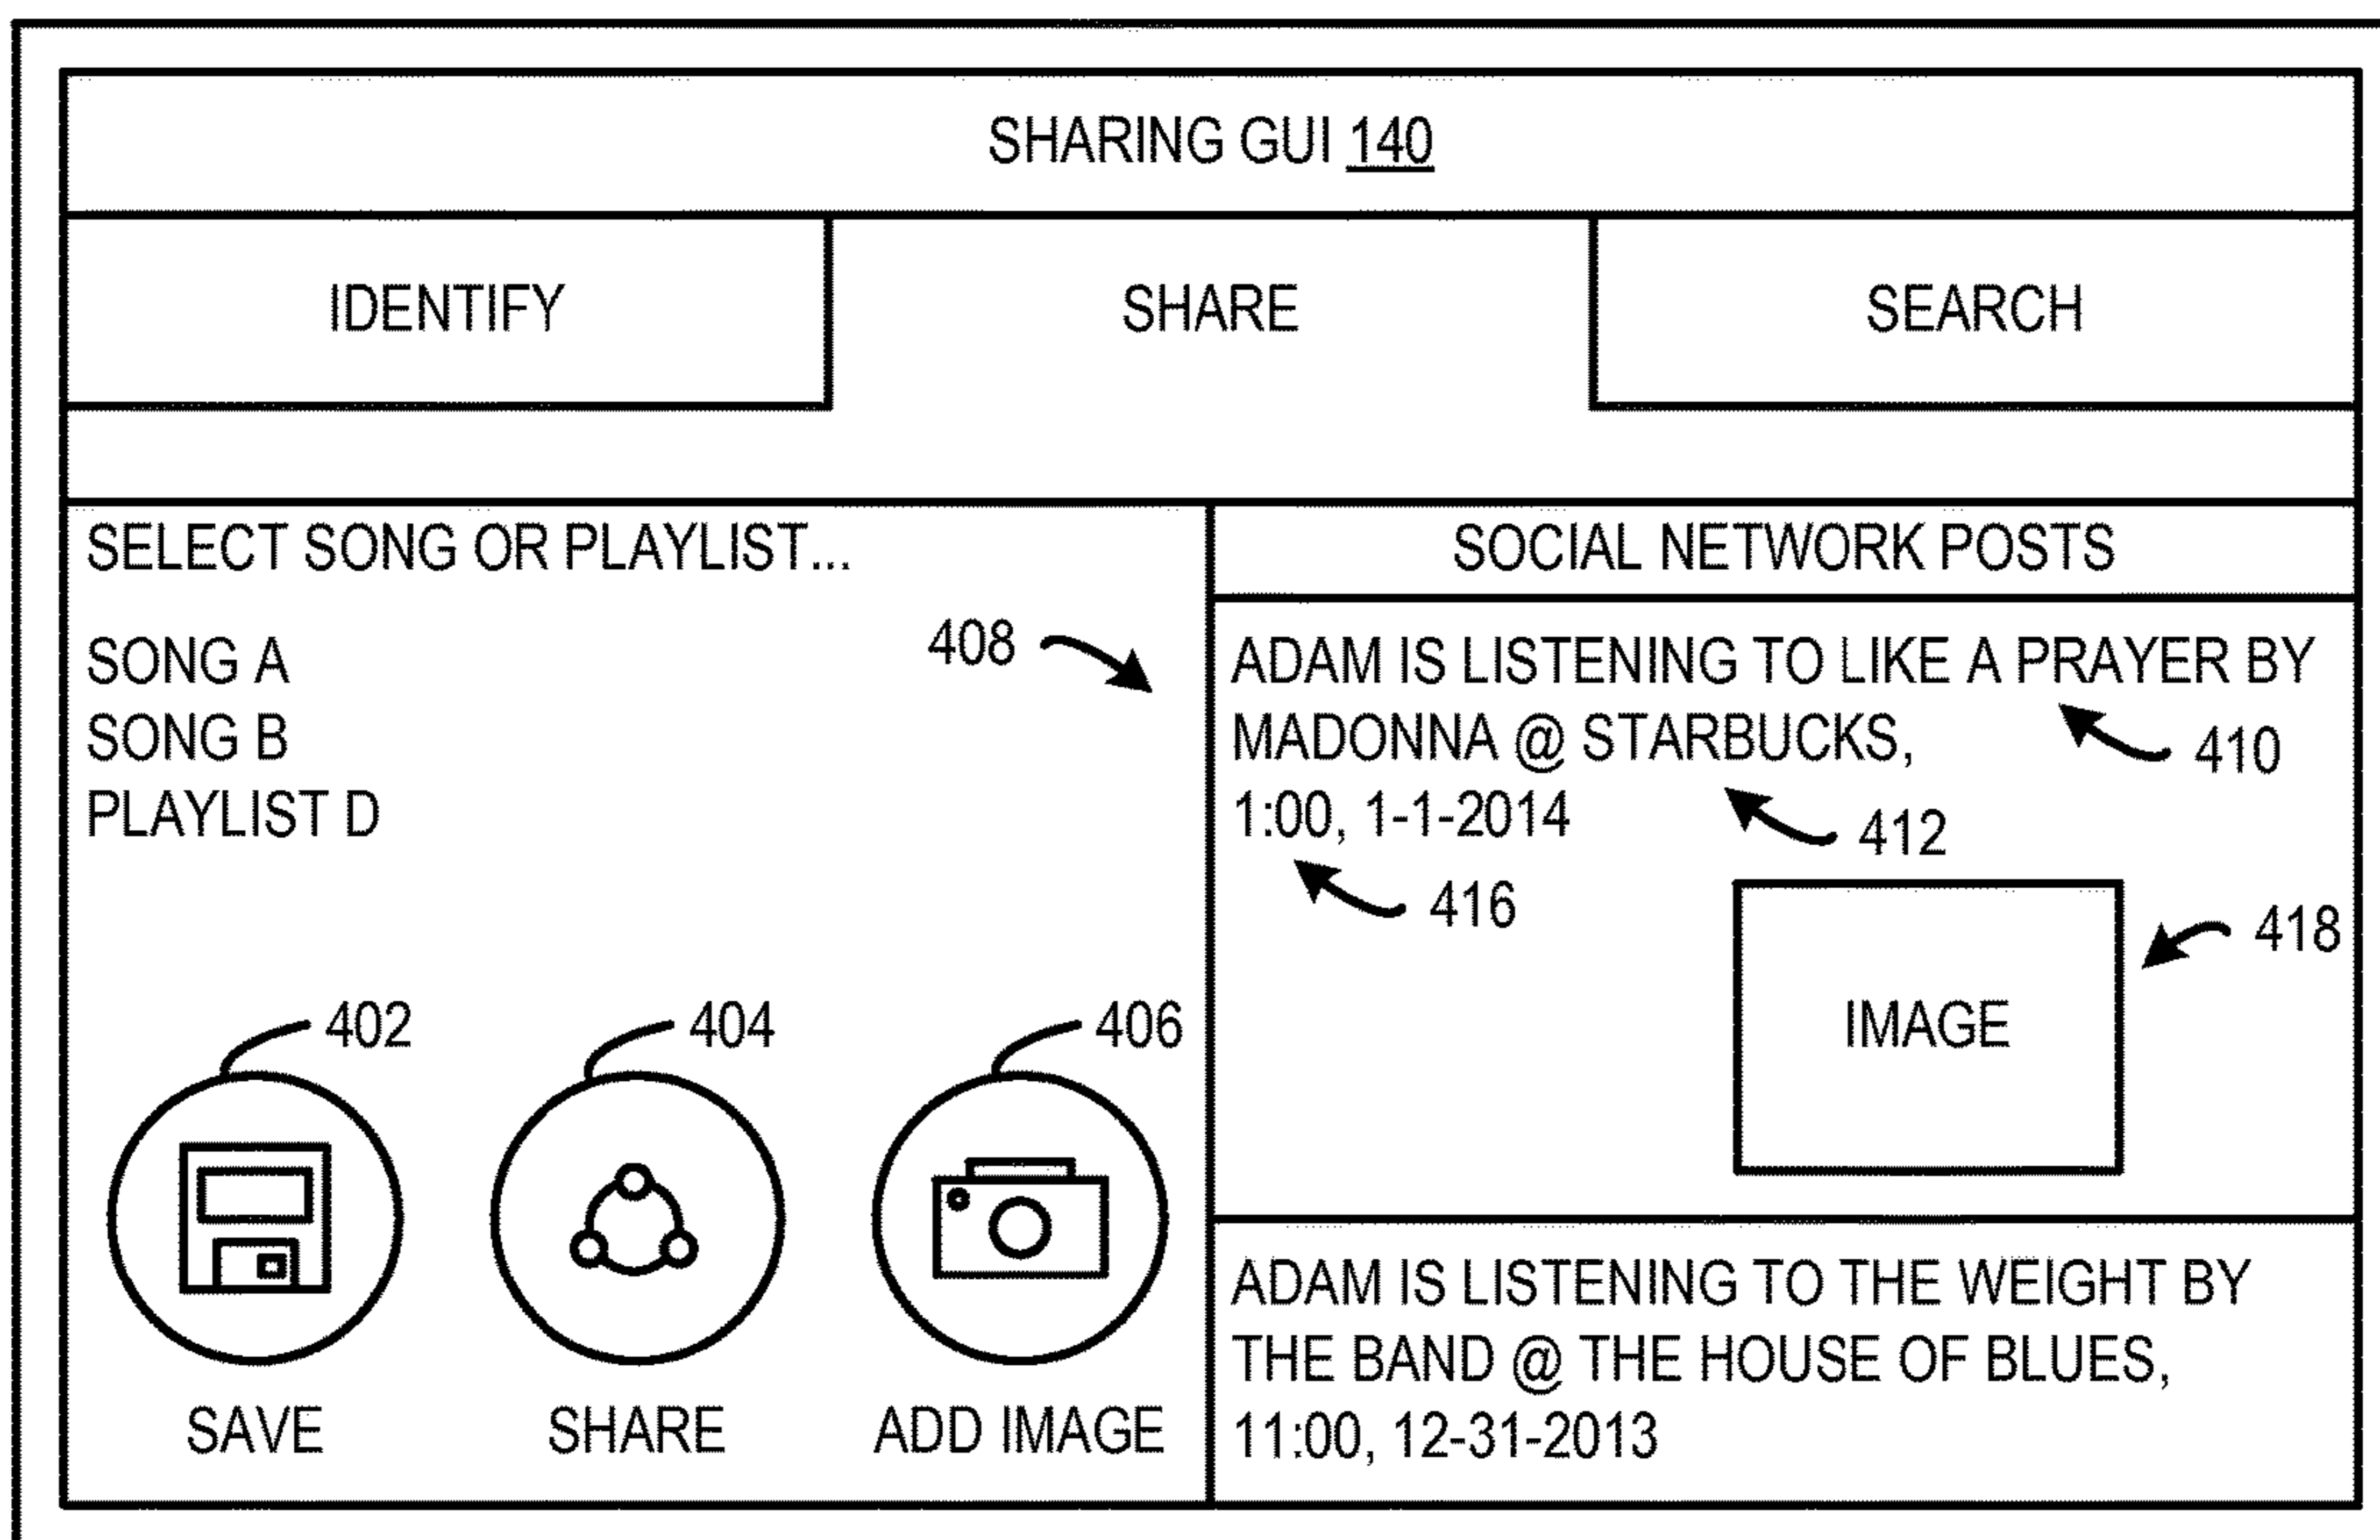 SHARING GUI 140
IDENTIFY
SHARE
SEARCH
SELECT SONG OR PLAYLIST...
SONG A
SONG B
PLAYLIST D
408
402
404
406
SAVE
SHARE
ADD IMAGE
SOCIAL NETWORK POSTS
ADAM IS LISTENING TO LIKE A PRAYER BY
MADONNA @ STARBUCKS,
410
1:00, 1-1-2014
412
416
418
IMAGE
ADAM IS LISTENING TO THE WEIGHT BY
THE BAND @ THE HOUSE OF BLUES,
11:00, 12-31-2013